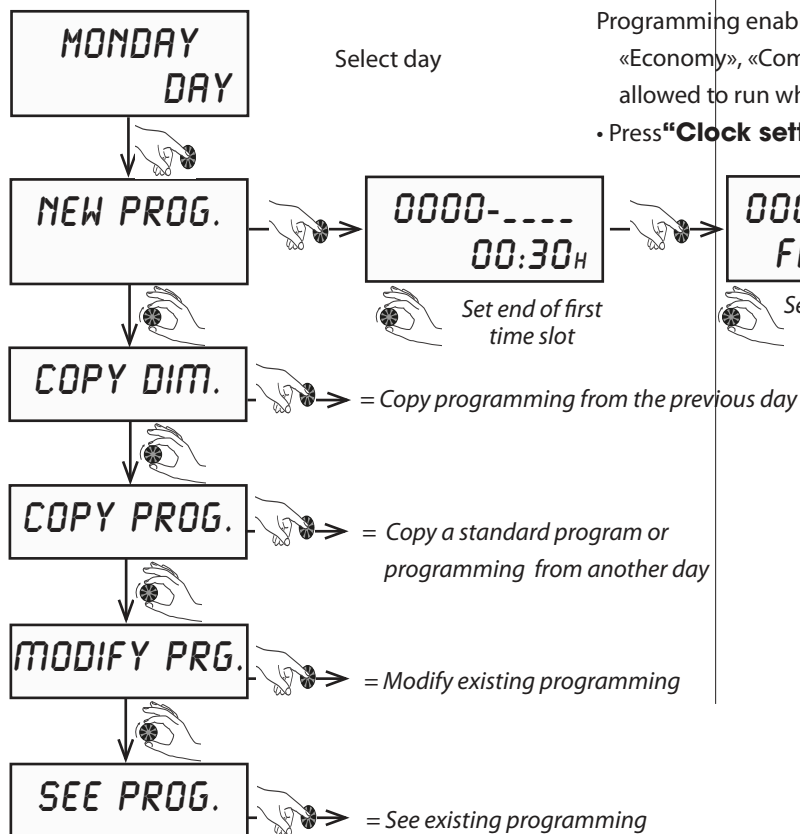 MONDAY
DAY
Select day
Programming enab
«Economy», «Com
allowed to run wh
• Press“Clock sett
NEW PROG.
0000-____
00:30H
Set end of first
time slot
000
COPY DIM.
= Copy programming from the previous day
COPY PROG.
= Copy a standard program or
programming from another day
MODIFY PRG.
= Modify existing programming
SEE PROG.
= See existing programming